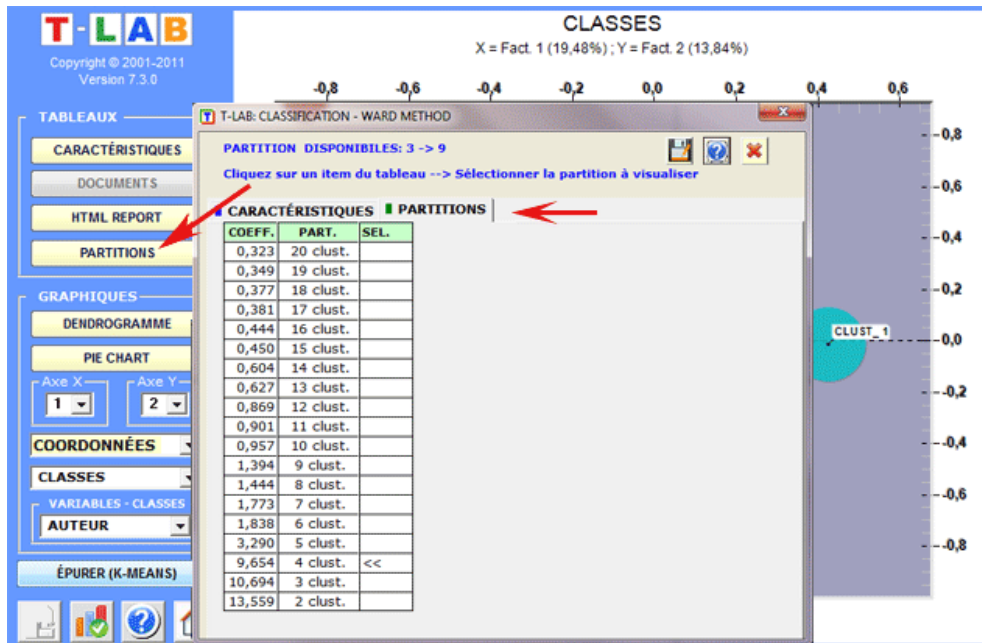 T-LAB
Copyright © 2001-2011
Version 7.3.0
TABLEAUX
CARACTÉRISTIQUES
DOCUMENTS
HTML REPORT
PARTITIONS
GRAPHIQUES
DENDROGRAMME
PIE CHART
Axe X
Axe Y
1
2
COORDONNÉES
CLASSES
VARIABLES - CLASSES
AUTEUR
ÉPURER (K-MEANS)
CLASSES
X = Fact. 1 (19,48%) ; Y = Fact. 2 (13,84%)
-0,8 -0,6 -0,4 -0,2 0,0 0,2 0,4 0,6
T-LAB: CLASSIFICATION - WARD METHOD
PARTITION DISPONIBILES: 3 -> 9
Cliquez sur un item du tableau --> Sélectionner la partition à visualiser
CARACTÉRISTIQUES PARTITIONS
COEFF. PART. SEL.
0,323 20 clust.
0,349 19 clust.
0,377 18 clust.
0,381 17 clust.
0,444 16 clust.
0,450 15 clust.
0,604 14 clust.
0,627 13 clust.
0,869 12 clust.
0,901 11 clust.
0,957 10 clust.
1,394 9 clust.
1,444 8 clust.
1,773 7 clust.
1,838 6 clust.
3,290 5 clust.
9,654 4 clust. <<
10,694 3 clust.
13,559 2 clust.
CLUST_ 1
-0,8
-0,6
-0,4
-0,2
-0,0
-0,2
-0,4
-0,6
-0,8